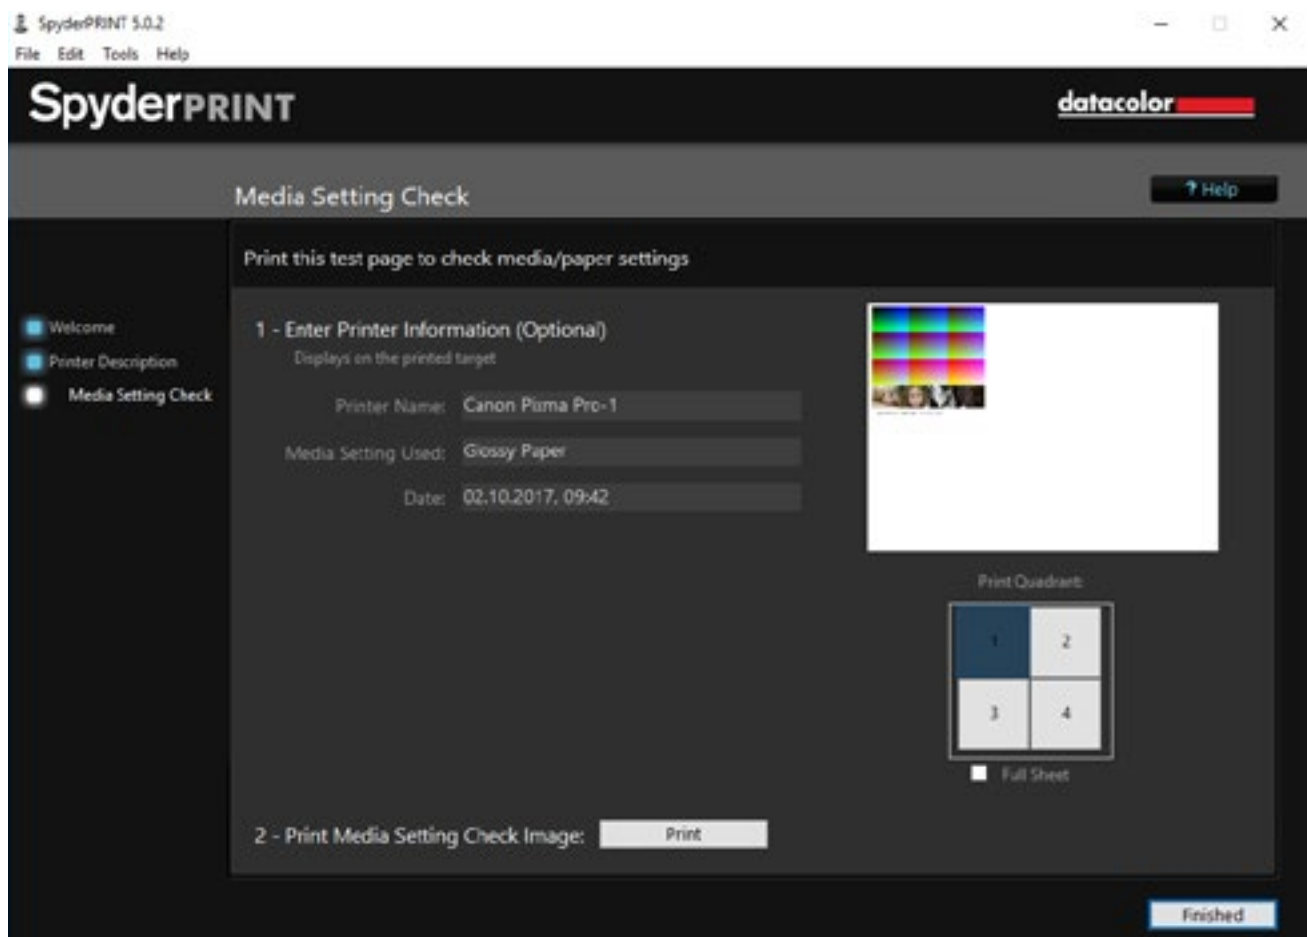 SpyderPRINT 5.0.2
File Edit Tools Help
SpyderPRINT
datacolor
Media Setting Check
? Help
Print this test page to check media/paper settings
Welcome
Printer Description
Media Setting Check
1 - Enter Printer Information (Optional)
Displays on the printed target
Printer Name: Canon Pixma Pro-1
Media Setting Used: Glossy Paper
Date: 02.10.2017, 09:42
Print Quadrant:
1 2
3 4
Full Sheet
2 - Print Media Setting Check Image: Print
Finished